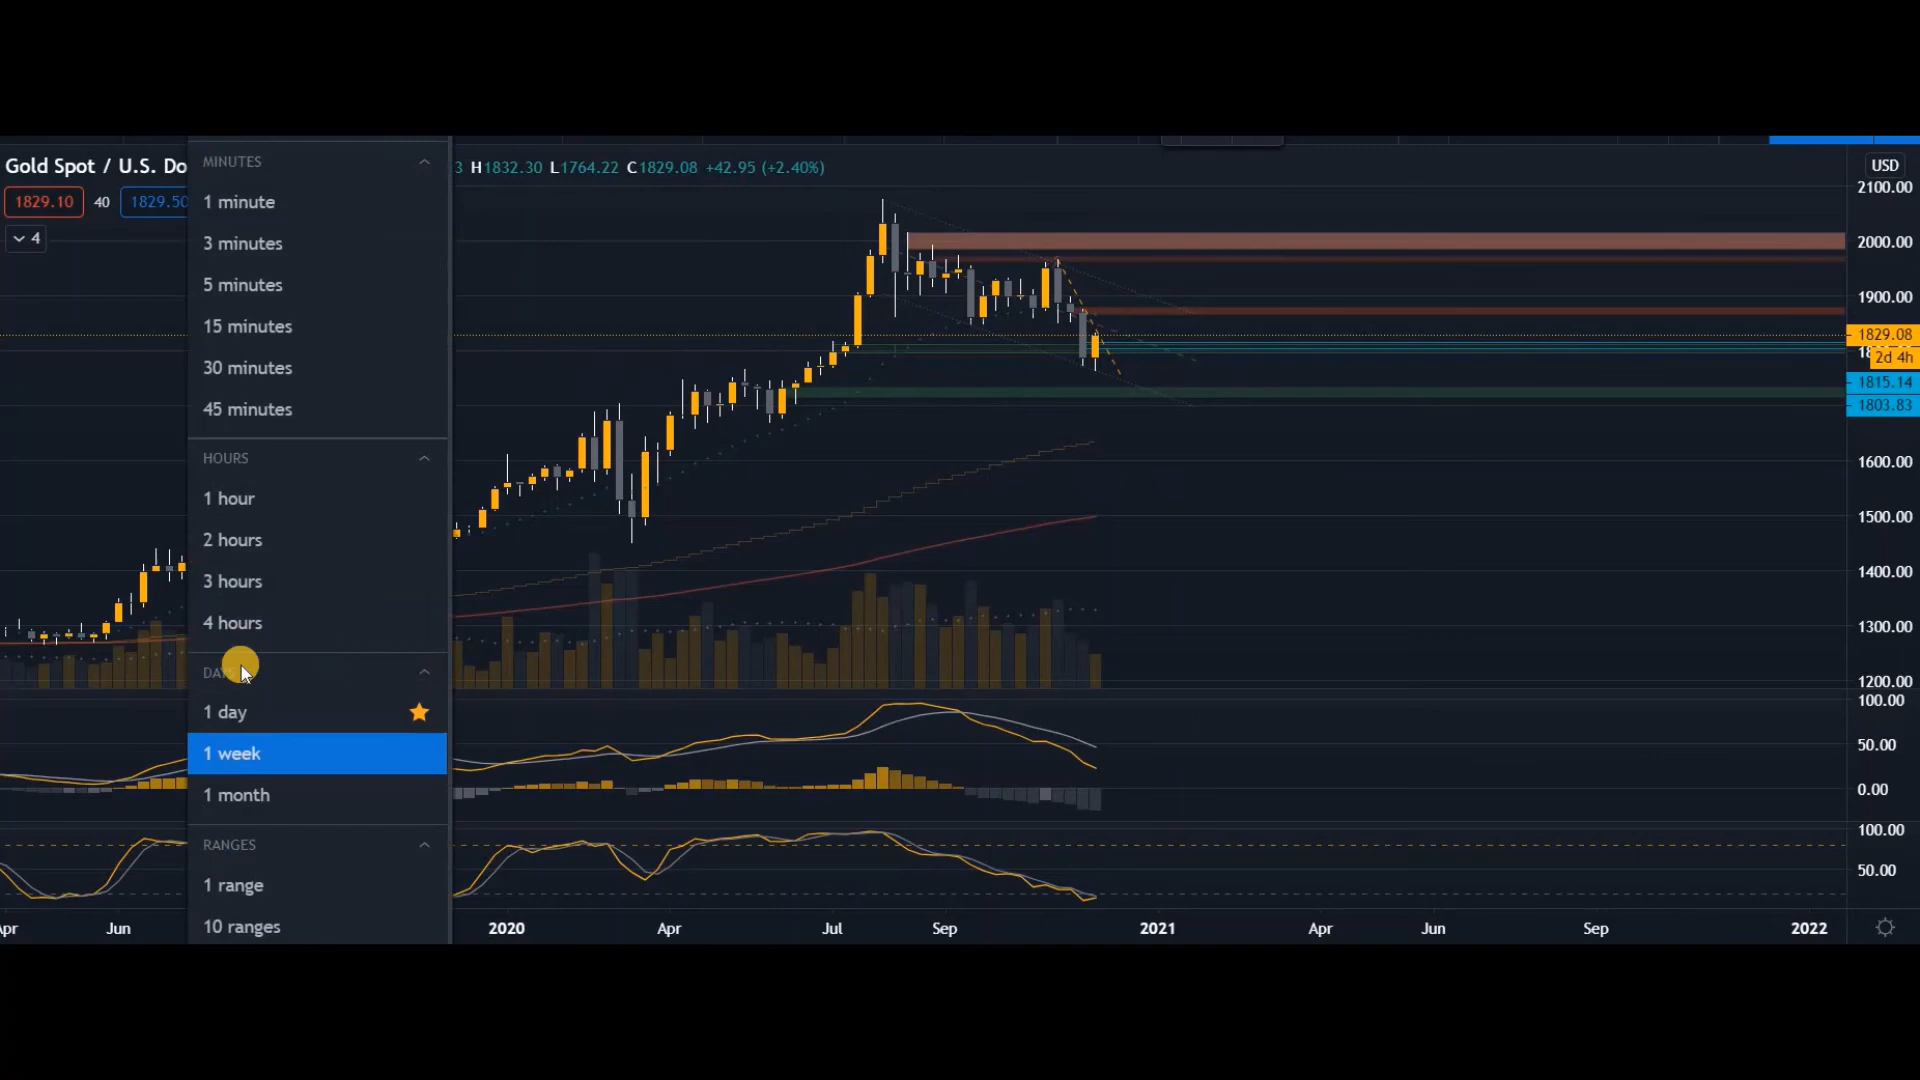 Gold Spot / U.S. Do
3 H1832.30 L1764.22 C1829.08 +42.95 (+2.40%)
1829.10 40 1829.50
4
MINUTES
1 minute
3 minutes
5 minutes
15 minutes
30 minutes
45 minutes
HOURS
1 hour
2 hours
3 hours
4 hours
DAYS
1 day
1 week
1 month
RANGES
1 range
10 ranges
USD
2100.00
2000.00
1900.00
1829.08
2d 4h
1815.14
1803.83
1600.00
1500.00
1400.00
1300.00
1200.00
100.00
50.00
0.00
100.00
50.00
Apr Jun 2020 Apr Jul Sep 2021 Apr Jun Sep 2022